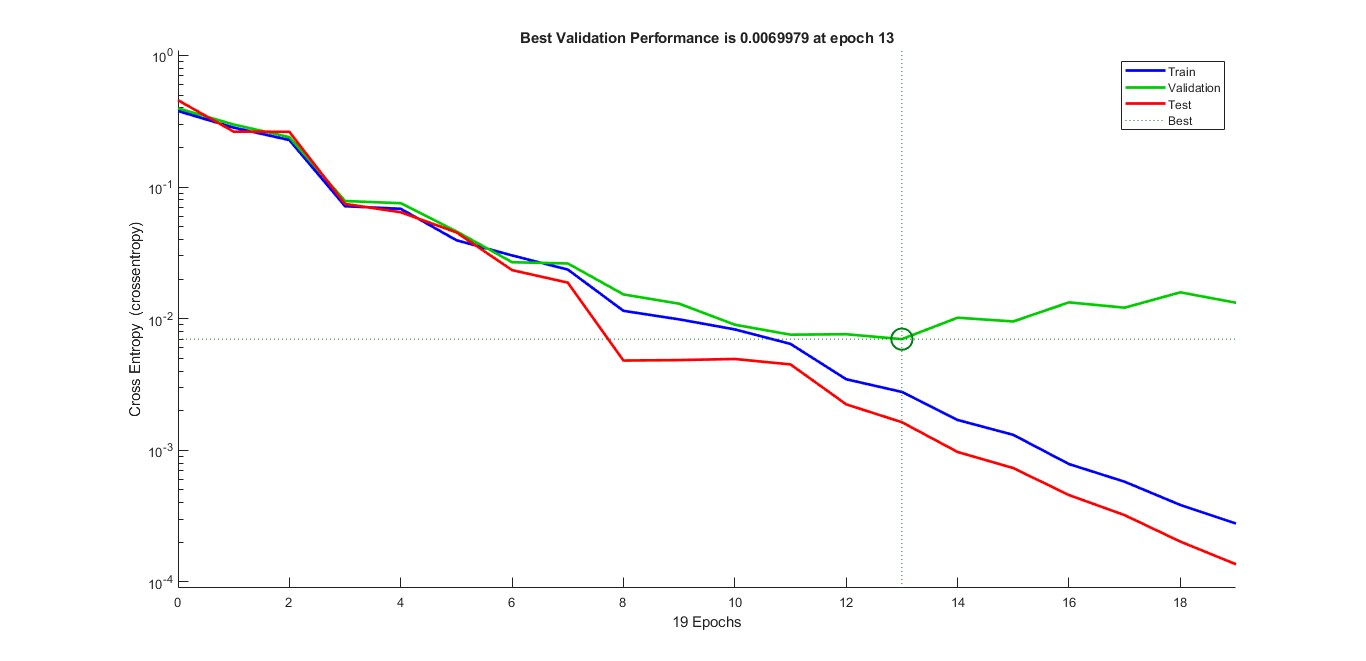 Best Validation Performance is 0.0069979 at epoch 13
10^0
10^-1
10^-2
10^-3
10^-4
Cross Entropy (crossentropy)
Train
Validation
Test
Best
0 2 4 6 8 10 12 14 16 18
19 Epochs